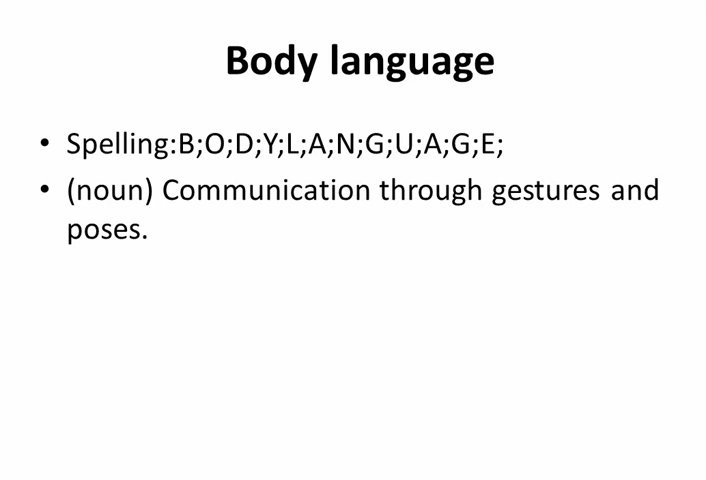 Body language
• Spelling:B;O;D;Y;L;A;N;G;U;A;G;E;
• (noun) Communication through gestures and
poses.